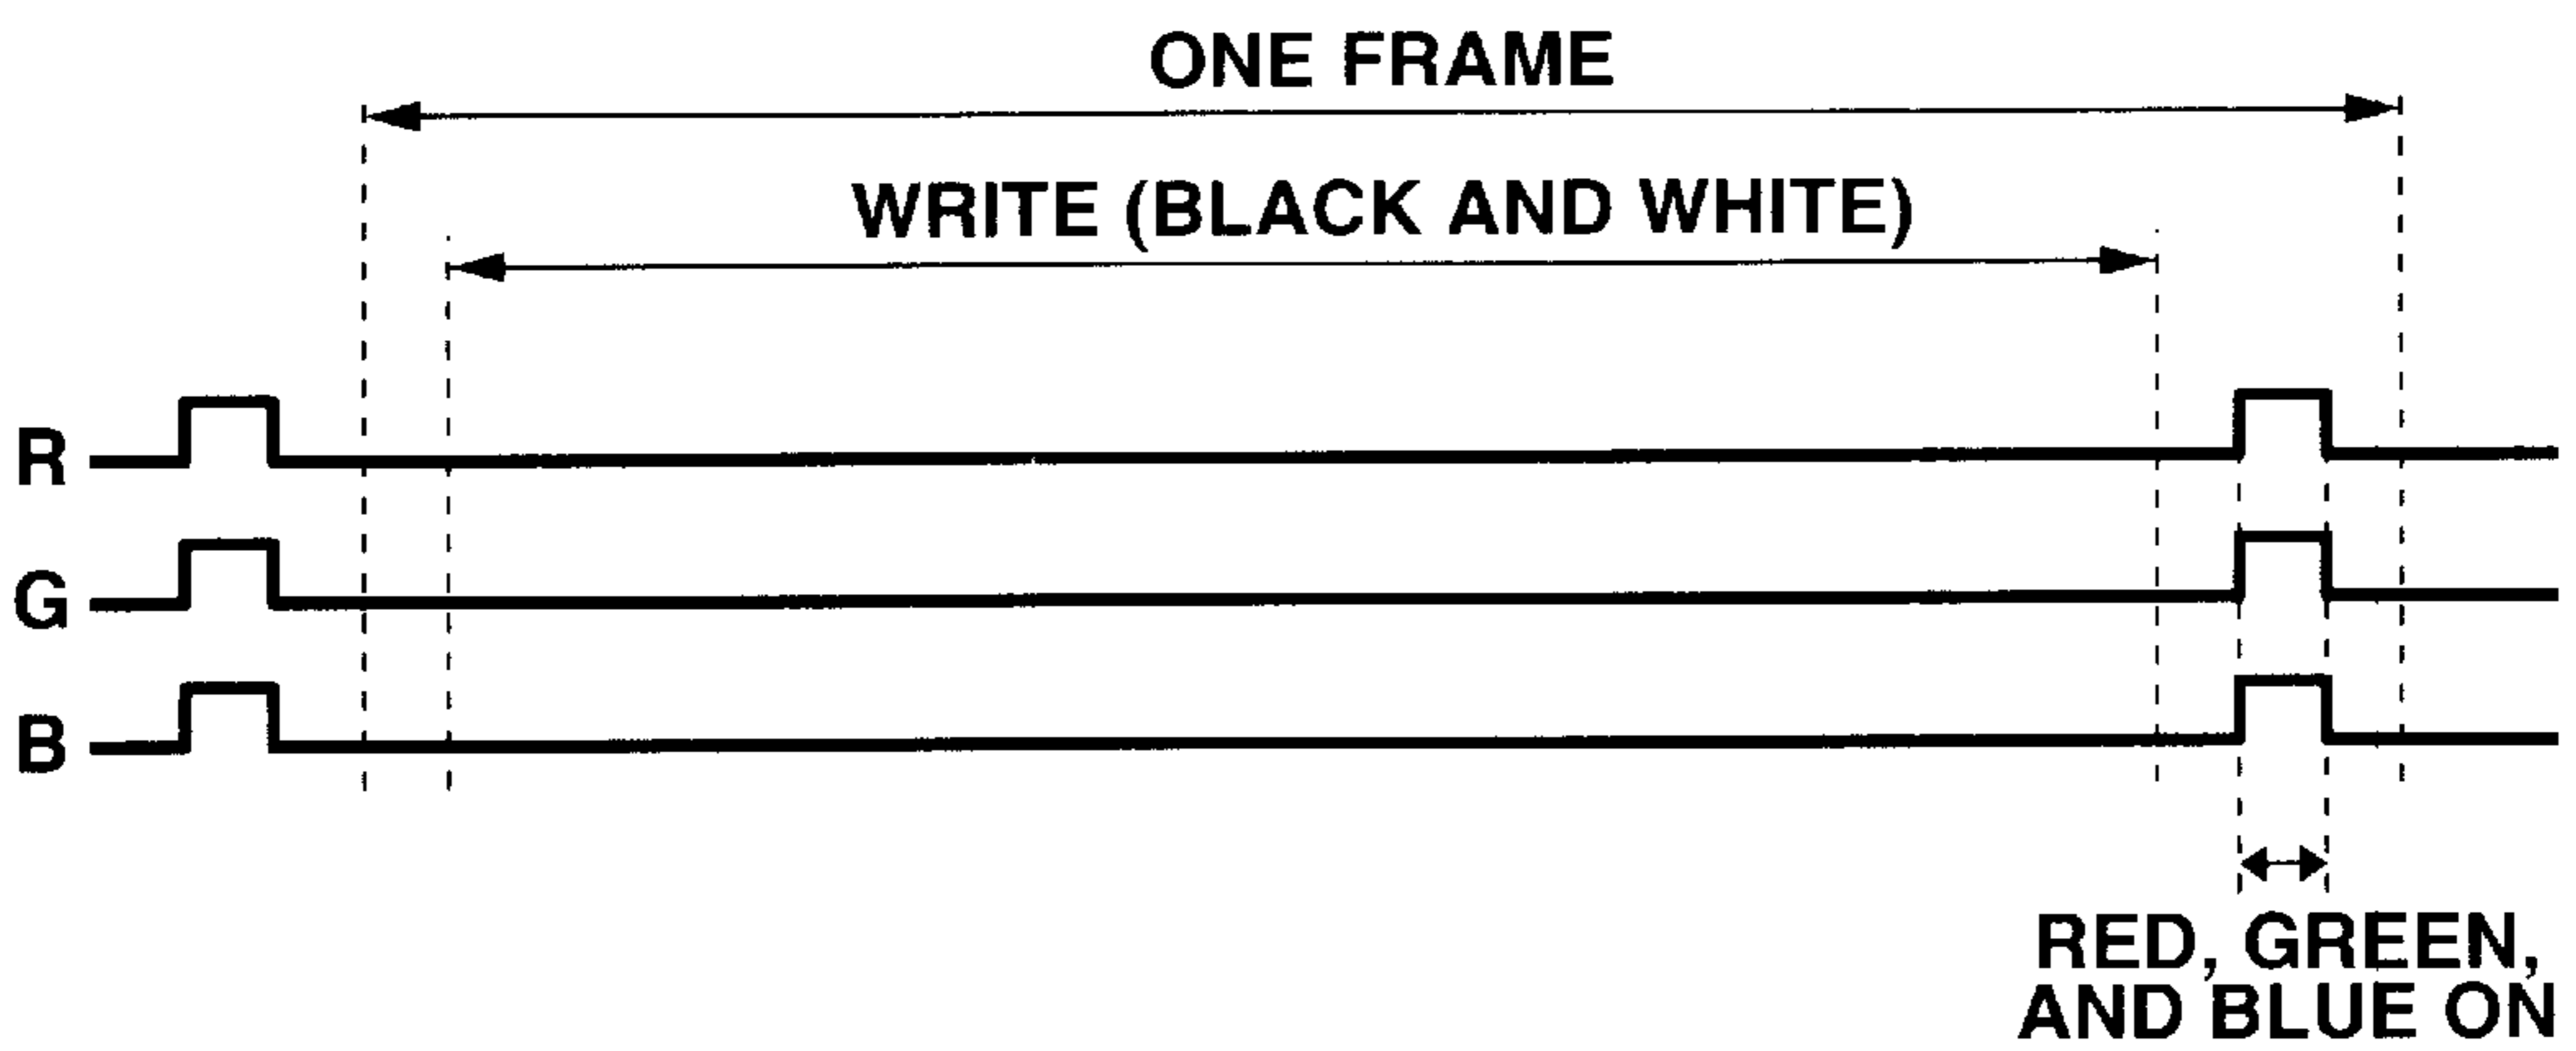 ONE FRAME
WRITE (BLACK AND WHITE)
R
G
B
RED, GREEN,
AND BLUE ON